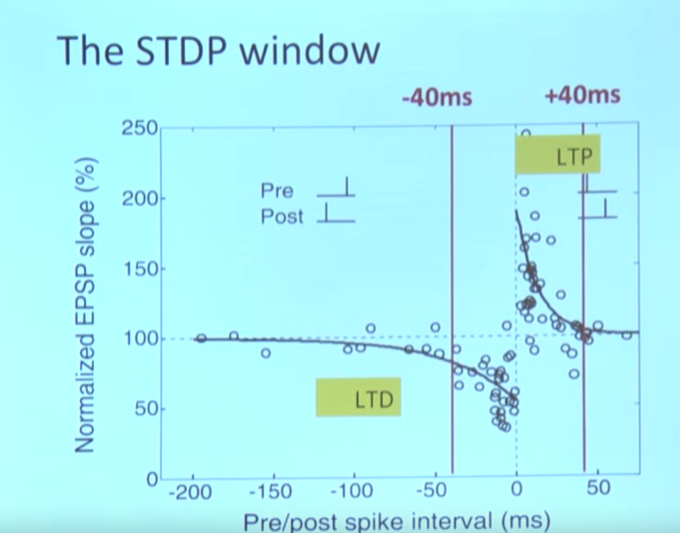 The STDP window
-40ms
+40ms
250
LTP
200
Pre
Post
150
100
50
LTD
0
-200
-150
-100
-50
0
50
Normalized EPSP slope (%)
Pre/post spike interval (ms)